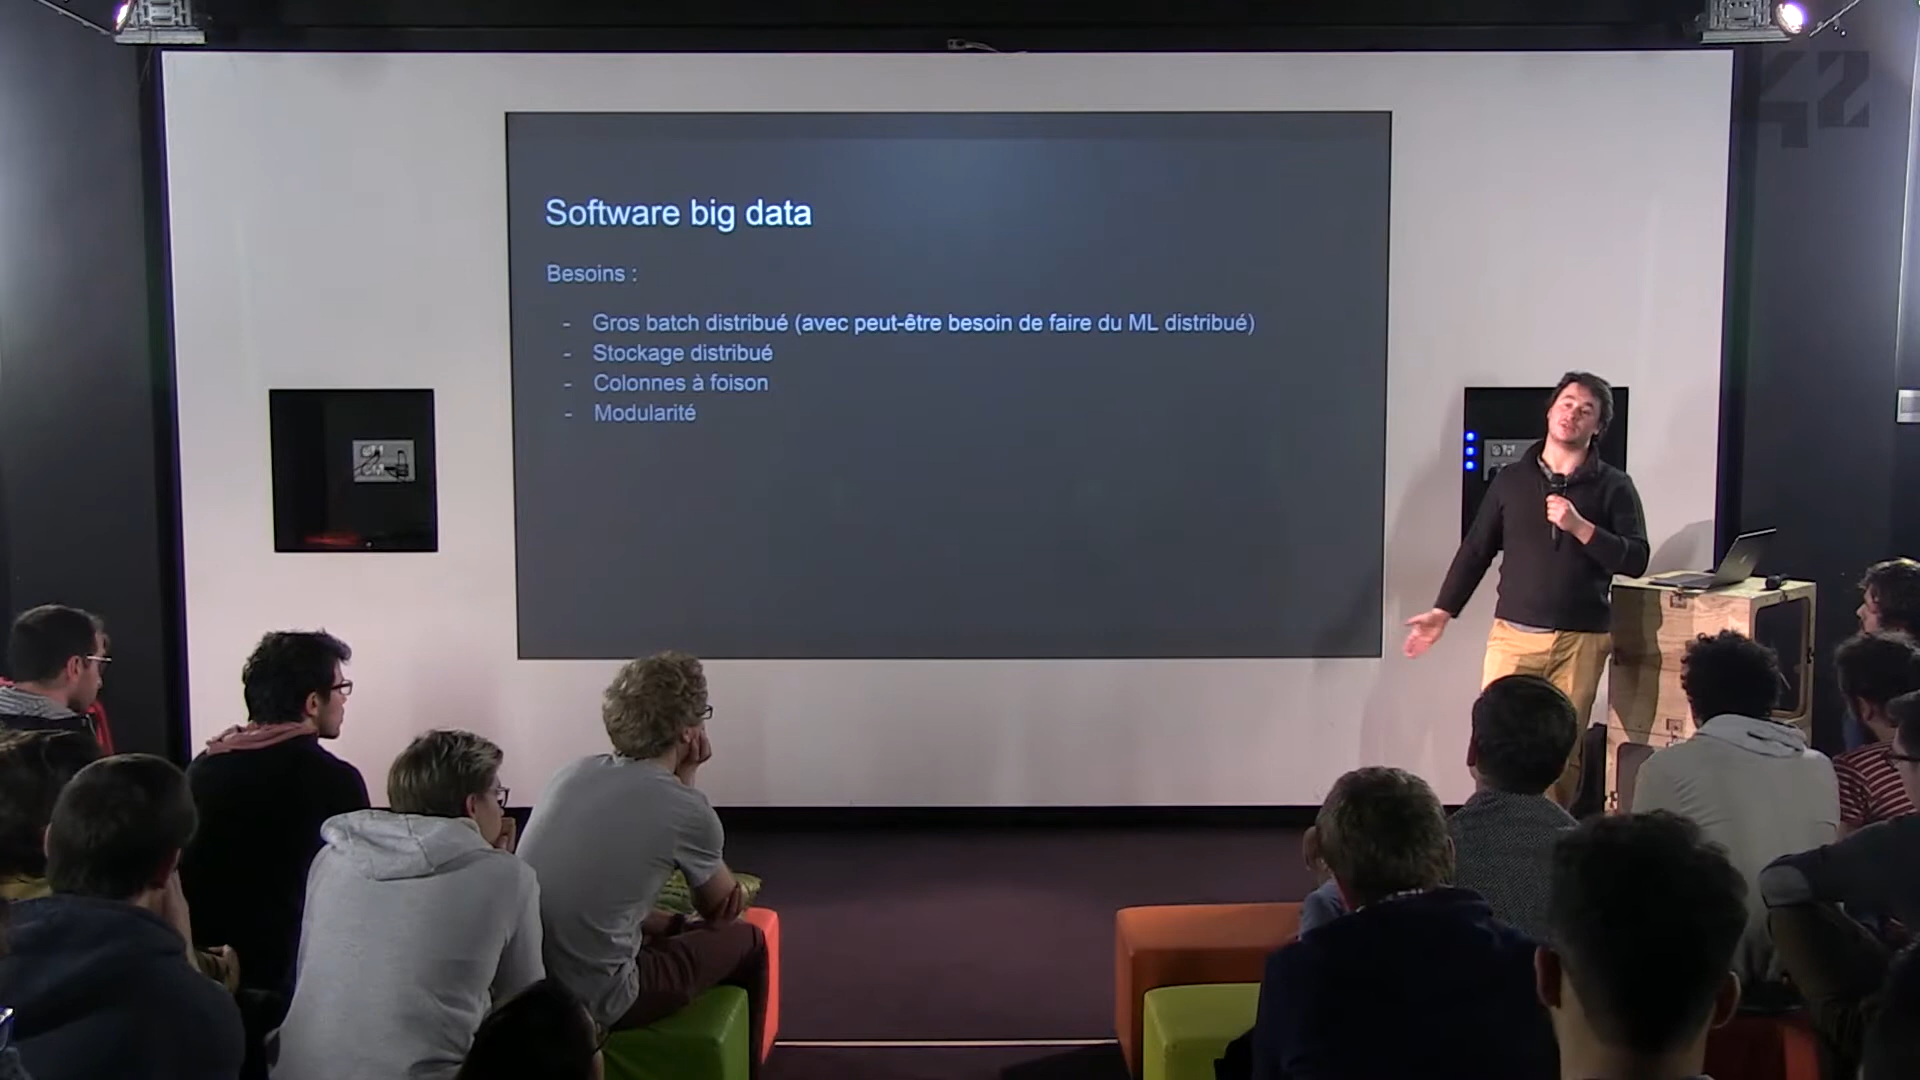 42
Software big data
Besoins :
- Gros batch distribué (avec peut-être besoin de faire du ML distribué)
- Stockage distribué
- Colonnes à foison
- Modularité